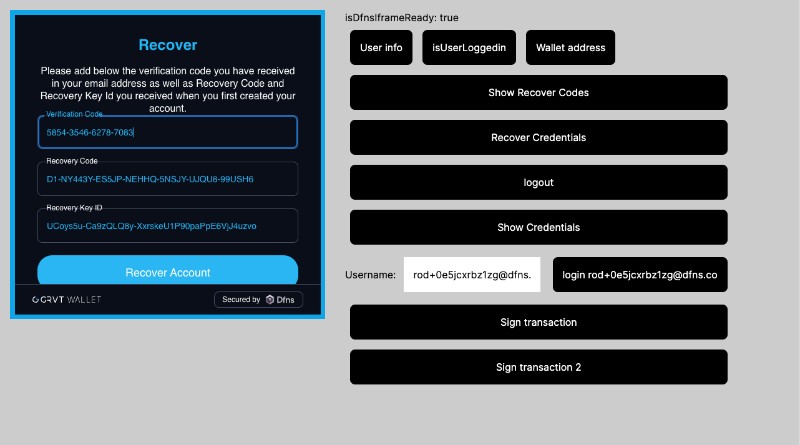 Recover
Please add below the verification code you have received
in your email address as well as Recovery Code and
Recovery Key Id you received when you first created your
account.
Verification Code
5854-3546-6278-7083
Recovery Code
D1-NY443Y-ES5JP-NEHHQ-5NSJY-UJQU8-99USH6
Recovery Key ID
UCoys5u-Ca9zQLQ8y-XxrskeU1P90paPpE6VjJ4uzvo
Recover Account
GRVT WALLET
Secured by Dfns
isDfnsIframeReady: true
User info
isUserLoggedin
Wallet address
Show Recover Codes
Recover Credentials
logout
Show Credentials
Username:
rod+0e5jcxrbz1zg@dfns.
login rod+0e5jcxrbz1zg@dfns.co
Sign transaction
Sign transaction 2